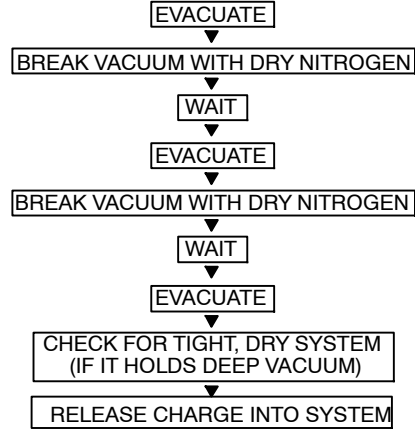 EVACUATE
BREAK VACUUM WITH DRY NITROGEN
WAIT
EVACUATE
BREAK VACUUM WITH DRY NITROGEN
WAIT
EVACUATE
CHECK FOR TIGHT, DRY SYSTEM
(IF IT HOLDS DEEP VACUUM)
RELEASE CHARGE INTO SYSTEM